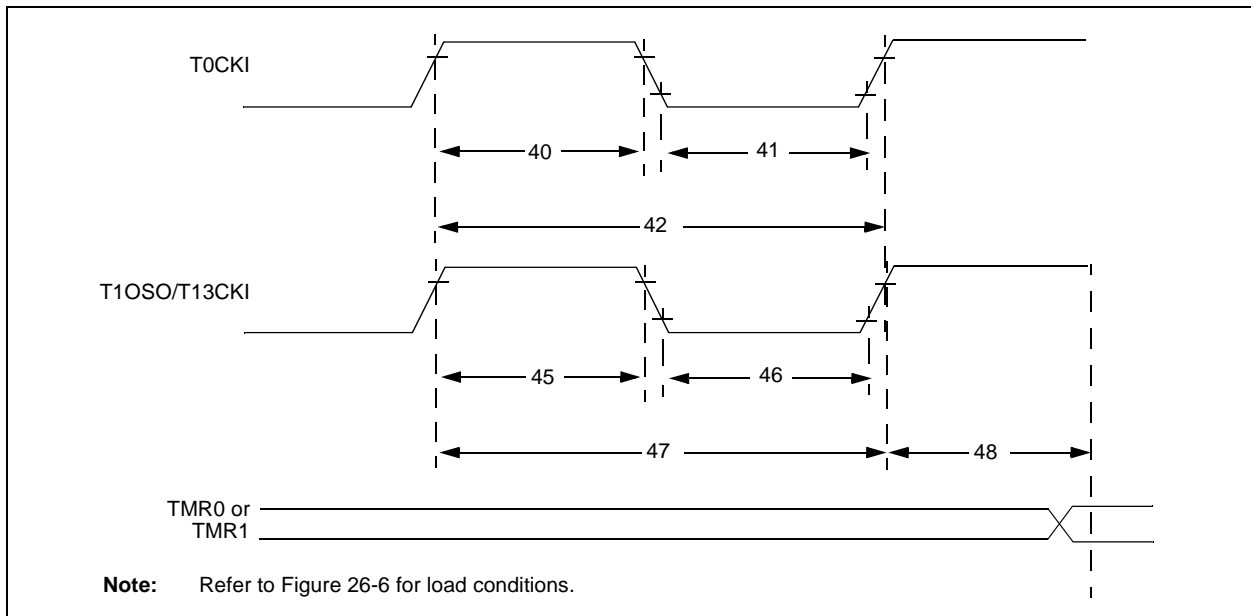 T0CKI
40
41
42
T1OSO/T13CKI
45
46
47
48
TMR0 or
TMR1
Note: Refer to Figure 26-6 for load conditions.